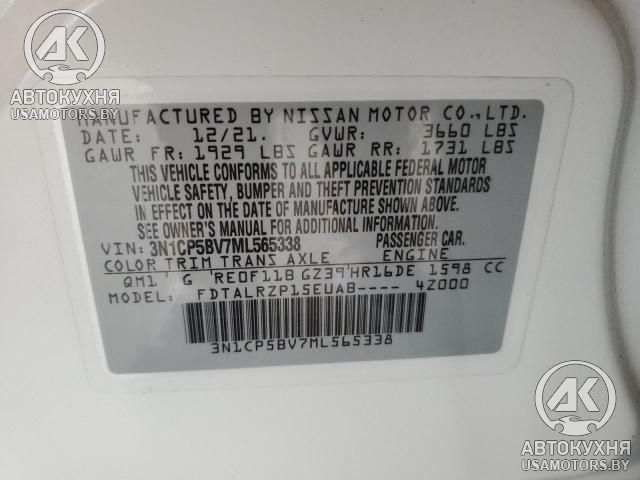 AK
АВТОКУХНЯ
USAMOTORS.BY
MANUFACTURED BY NISSAN MOTOR CO.,LTD.
DATE: 12/21. GVWR: 3660 LBS
GAWR FR: 1929 LBS GAWR RR: 1731 LBS
THIS VEHICLE CONFORMS TO ALL APPLICABLE FEDERAL MOTOR
VEHICLE SAFETY, BUMPER AND THEFT PREVENTION STANDARDS
IN EFFECT ON THE DATE OF MANUFACTURE SHOWN ABOVE.
SEE OWNER'S MANUAL FOR ADDITIONAL INFORMATION.
VIN: 3N1CP5BV7ML565338 PASSENGER CAR.
COLOR TRIM TRANS AXLE ENGINE
QM1 G RE0F11B GZ39 HR16DE 1598 CC
MODEL: FDTALRZP15EUAB---- 4Z000
3N1CP5BV7ML565338
AK
АВТОКУХНЯ
USAMOTORS.BY